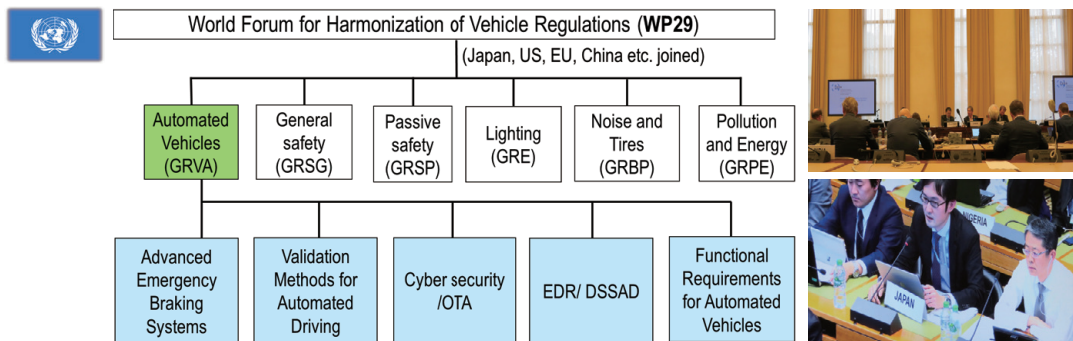 World Forum for Harmonization of Vehicle Regulations (WP29)
(Japan, US, EU, China etc. joined)
Automated
Vehicles
(GRVA)
General
safety
(GRSG)
Passive
safety
(GRSP)
Lighting
(GRE)
Noise and
Tires
(GRBP)
Pollution
and Energy
(GRPE)
Advanced
Emergency
Braking
Systems
Validation
Methods for
Automated
Driving
Cyber security
/OTA
EDR/ DSSAD
Functional
Requirements
for Automated
Vehicles
NIGERIA
JAPAN